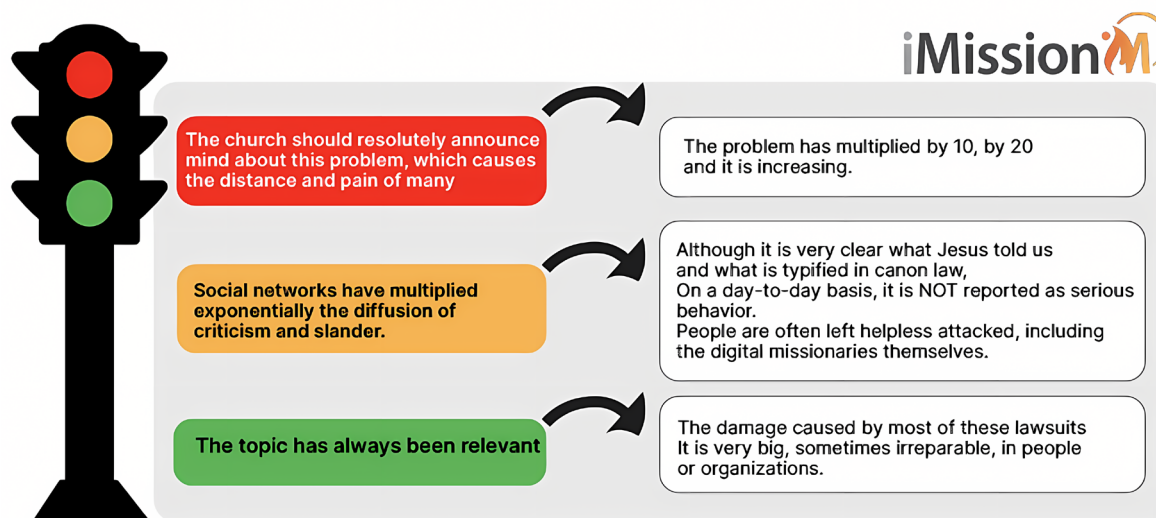 iMission
The church should resolutely announce
mind about this problem, which causes
the distance and pain of many
The problem has multiplied by 10, by 20
and it is increasing.
Social networks have multiplied
exponentially the diffusion of
criticism and slander.
Although it is very clear what Jesus told us
and what is typified in canon law,
On a day-to-day basis, it is NOT reported as serious
behavior.
People are often left helpless attacked, including
the digital missionaries themselves.
The topic has always been relevant
The damage caused by most of these lawsuits
It is very big, sometimes irreparable, in people
or organizations.